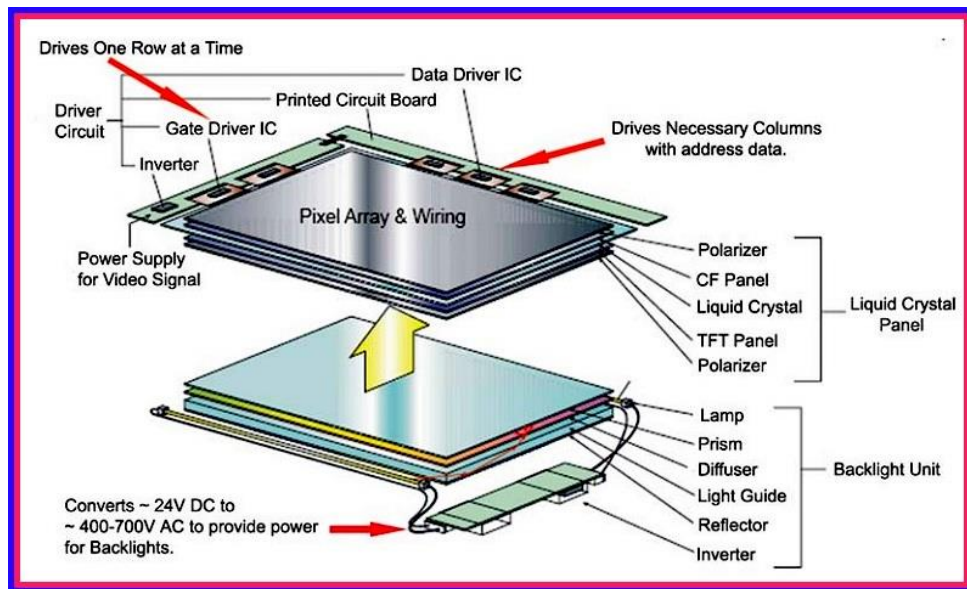 Drives One Row at a Time
Data Driver IC
Printed Circuit Board
Driver
Circuit
Gate Driver IC
Drives Necessary Columns
with address data.
Inverter
Pixel Array & Wiring
Power Supply
for Video Signal
Polarizer
CF Panel
Liquid Crystal
TFT Panel
Polarizer
Liquid Crystal
Panel
Lamp
Prism
Diffuser
Light Guide
Reflector
Inverter
Backlight Unit
Converts ~ 24V DC to
~ 400-700V AC to provide power
for Backlights.